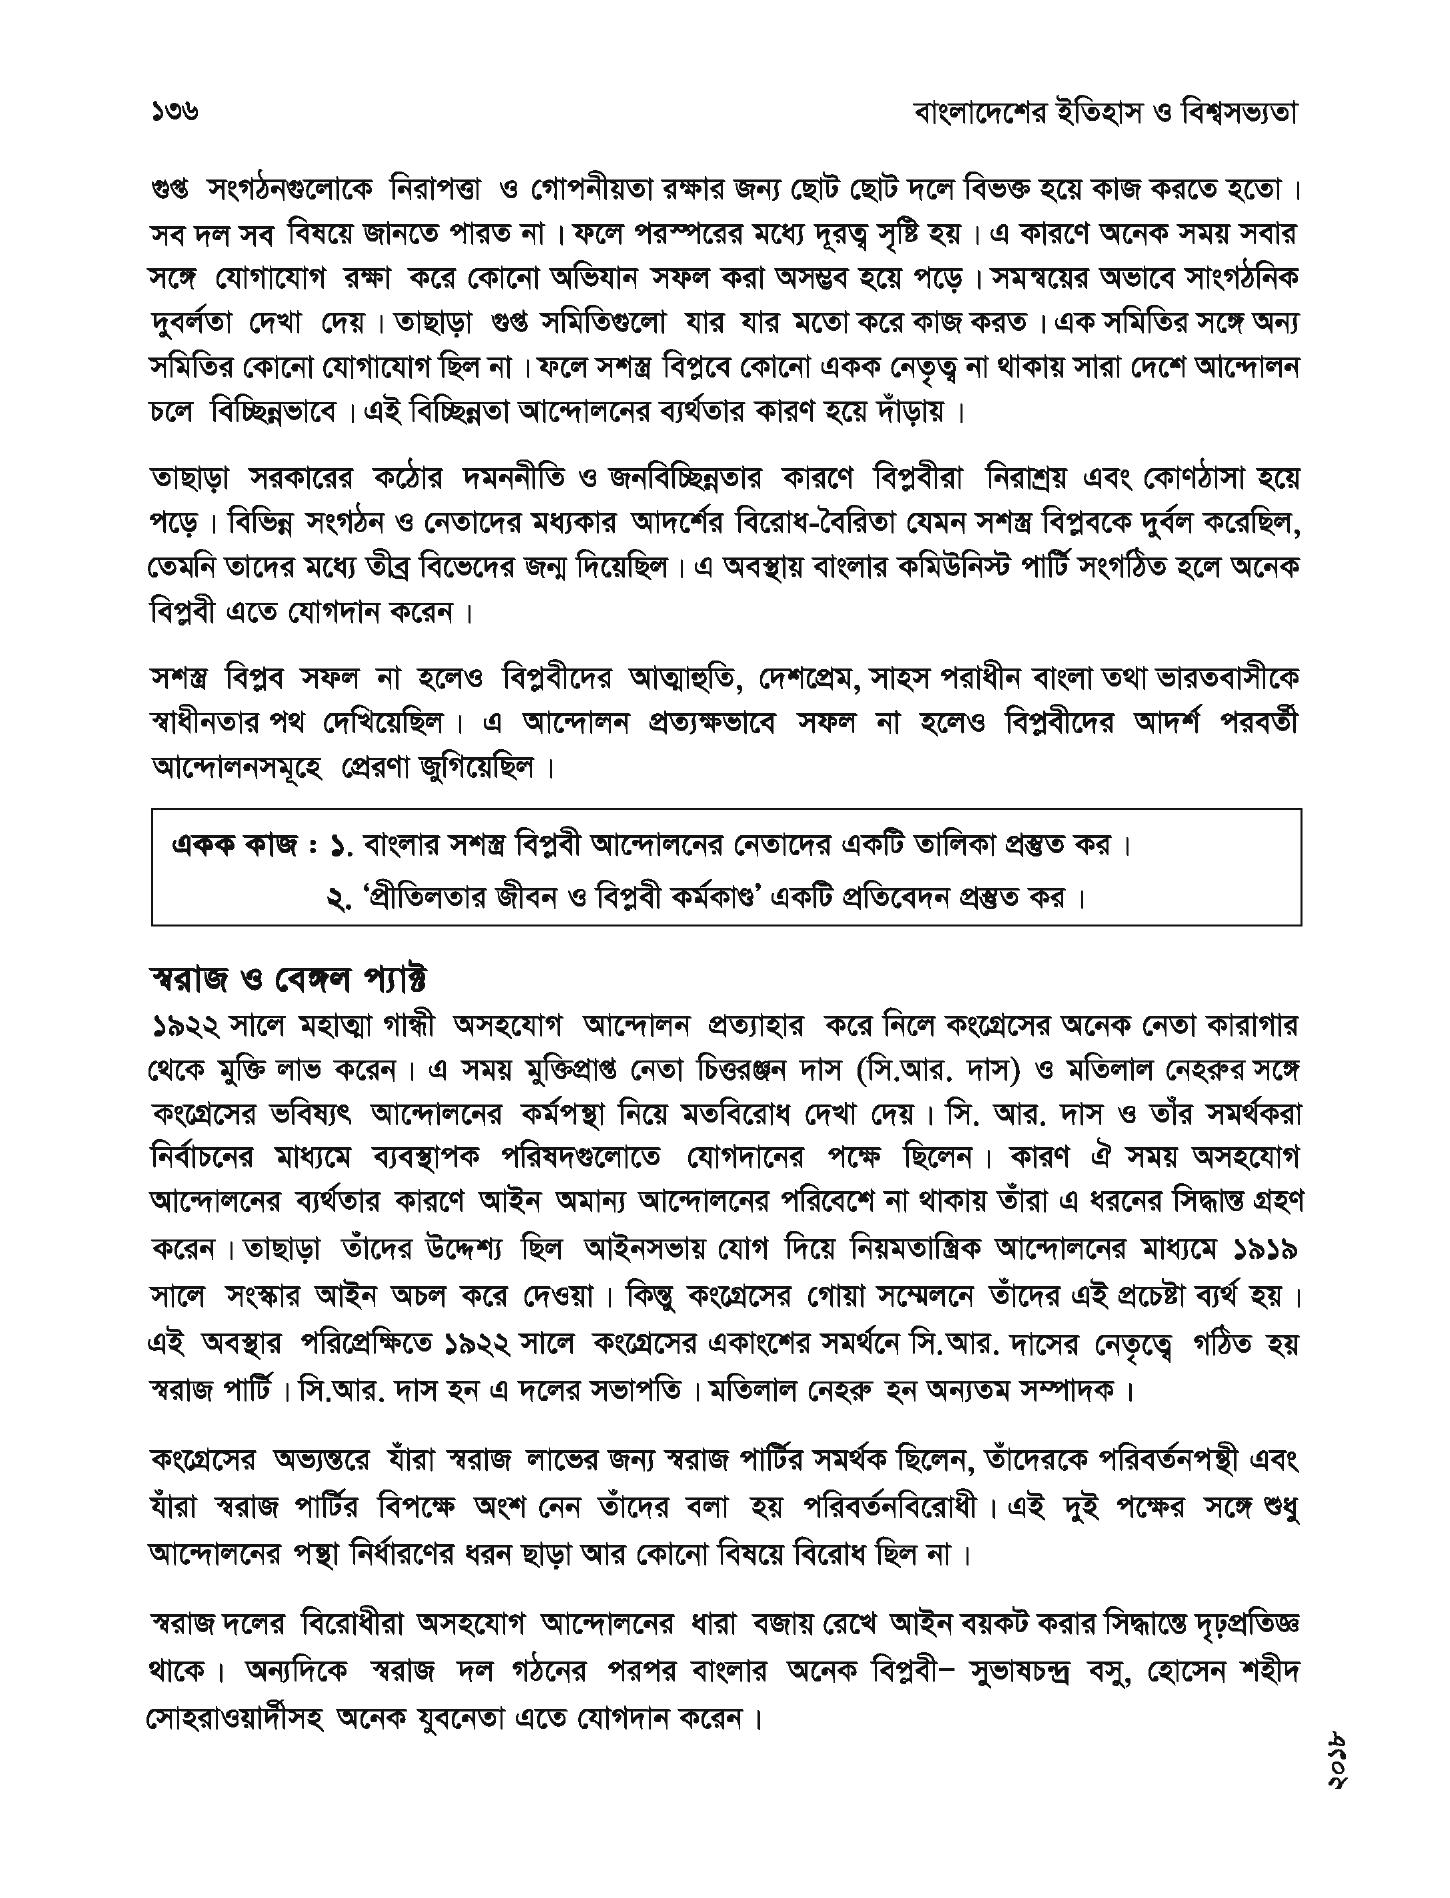 ১৩৬
বাংলাদেশের ইতিহাস ও বিশ্বসভ্যতা
গুপ্ত সংগঠনগুলোকে নিরাপত্তা ও গোপনীয়তা রক্ষার জন্য ছোট ছোট দলে বিভক্ত হয়ে কাজ করতে হতো।
সব দল সব বিষয়ে জানতে পারত না। ফলে পরস্পরের মধ্যে দূরত্ব সৃষ্টি হয়। এ কারণে অনেক সময় সবার
সঙ্গে যোগাযোগ রক্ষা করে কোনো অভিযান সফল করা অসম্ভব হয়ে পড়ে। সমন্বয়ের অভাবে সাংগঠনিক
দুবর্লতা দেখা দেয়। তাছাড়া গুপ্ত সমিতিগুলো যার যার মতো করে কাজ করত। এক সমিতির সঙ্গে অন্য
সমিতির কোনো যোগাযোগ ছিল না। ফলে সশস্ত্র বিপ্লবে কোনো একক নেতৃত্ব না থাকায় সারা দেশে আন্দোলন
চলে বিচ্ছিন্নভাবে। এই বিচ্ছিন্নতা আন্দোলনের ব্যর্থতার কারণ হয়ে দাঁড়ায়।
তাছাড়া সরকারের কঠোর দমননীতি ও জনবিচ্ছিন্নতার কারণে বিপ্লবীরা নিরাশ্রয় এবং কোণঠাসা হয়ে
পড়ে। বিভিন্ন সংগঠন ও নেতাদের মধ্যকার আদর্শের বিরোধ-বৈরিতা যেমন সশস্ত্র বিপ্লবকে দুর্বল করেছিল,
তেমনি তাদের মধ্যে তীব্র বিভেদের জন্ম দিয়েছিল। এ অবস্থায় বাংলার কমিউনিস্ট পার্টি সংগঠিত হলে অনেক
বিপ্লবী এতে যোগদান করেন।
সশস্ত্র বিপ্লব সফল না হলেও বিপ্লবীদের আত্মাহুতি, দেশপ্রেম, সাহস পরাধীন বাংলা তথা ভারতবাসীকে
স্বাধীনতার পথ দেখিয়েছিল। এ আন্দোলন প্রত্যক্ষভাবে সফল না হলেও বিপ্লবীদের আদর্শ পরবর্তী
আন্দোলনসমূহে প্রেরণা জুগিয়েছিল।
একক কাজ : ১. বাংলার সশস্ত্র বিপ্লবী আন্দোলনের নেতাদের একটি তালিকা প্রস্তুত কর।
২. ‘প্রীতিলতার জীবন ও বিপ্লবী কর্মকাণ্ড’ একটি প্রতিবেদন প্রস্তুত কর।
স্বরাজ ও বেঙ্গল প্যাক্ট
১৯২২ সালে মহাত্মা গান্ধী অসহযোগ আন্দোলন প্রত্যাহার করে নিলে কংগ্রেসের অনেক নেতা কারাগার
থেকে মুক্তি লাভ করেন। এ সময় মুক্তিপ্রাপ্ত নেতা চিত্তরঞ্জন দাস (সি.আর. দাস) ও মতিলাল নেহরুর সঙ্গে
কংগ্রেসের ভবিষ্যৎ আন্দোলনের কর্মপন্থা নিয়ে মতবিরোধ দেখা দেয়। সি. আর. দাস ও তাঁর সমর্থকরা
নির্বাচনের মাধ্যমে ব্যবস্থাপক পরিষদগুলোতে যোগদানের পক্ষে ছিলেন। কারণ ঐ সময় অসহযোগ
আন্দোলনের ব্যর্থতার কারণে আইন অমান্য আন্দোলনের পরিবেশে না থাকায় তাঁরা এ ধরনের সিদ্ধান্ত গ্রহণ
করেন। তাছাড়া তাঁদের উদ্দেশ্য ছিল আইনসভায় যোগ দিয়ে নিয়মতান্ত্রিক আন্দোলনের মাধ্যমে ১৯১৯
সালে সংস্কার আইন অচল করে দেওয়া। কিন্তু কংগ্রেসের গোয়া সম্মেলনে তাঁদের এই প্রচেষ্টা ব্যর্থ হয়।
এই অবস্থার পরিপ্রেক্ষিতে ১৯২২ সালে কংগ্রেসের একাংশের সমর্থনে সি.আর. দাসের নেতৃত্বে গঠিত হয়
স্বরাজ পার্টি। সি.আর. দাস হন এ দলের সভাপতি। মতিলাল নেহরু হন অন্যতম সম্পাদক।
কংগ্রেসের অভ্যন্তরে যাঁরা স্বরাজ লাভের জন্য স্বরাজ পার্টির সমর্থক ছিলেন, তাঁদেরকে পরিবর্তনপন্থী এবং
যাঁরা স্বরাজ পার্টির বিপক্ষে অংশ নেন তাঁদের বলা হয় পরিবর্তনবিরোধী। এই দুই পক্ষের সঙ্গে শুধু
আন্দোলনের পন্থা নির্ধারণের ধরন ছাড়া আর কোনো বিষয়ে বিরোধ ছিল না।
স্বরাজ দলের বিরোধীরা অসহযোগ আন্দোলনের ধারা বজায় রেখে আইন বয়কট করার সিদ্ধান্তে দৃঢ়প্রতিজ্ঞ
থাকে। অন্যদিকে স্বরাজ দল গঠনের পরপর বাংলার অনেক বিপ্লবী– সুভাষচন্দ্র বসু, হোসেন শহীদ
সোহরাওয়ার্দীসহ অনেক যুবনেতা এতে যোগদান করেন।
২০১৮